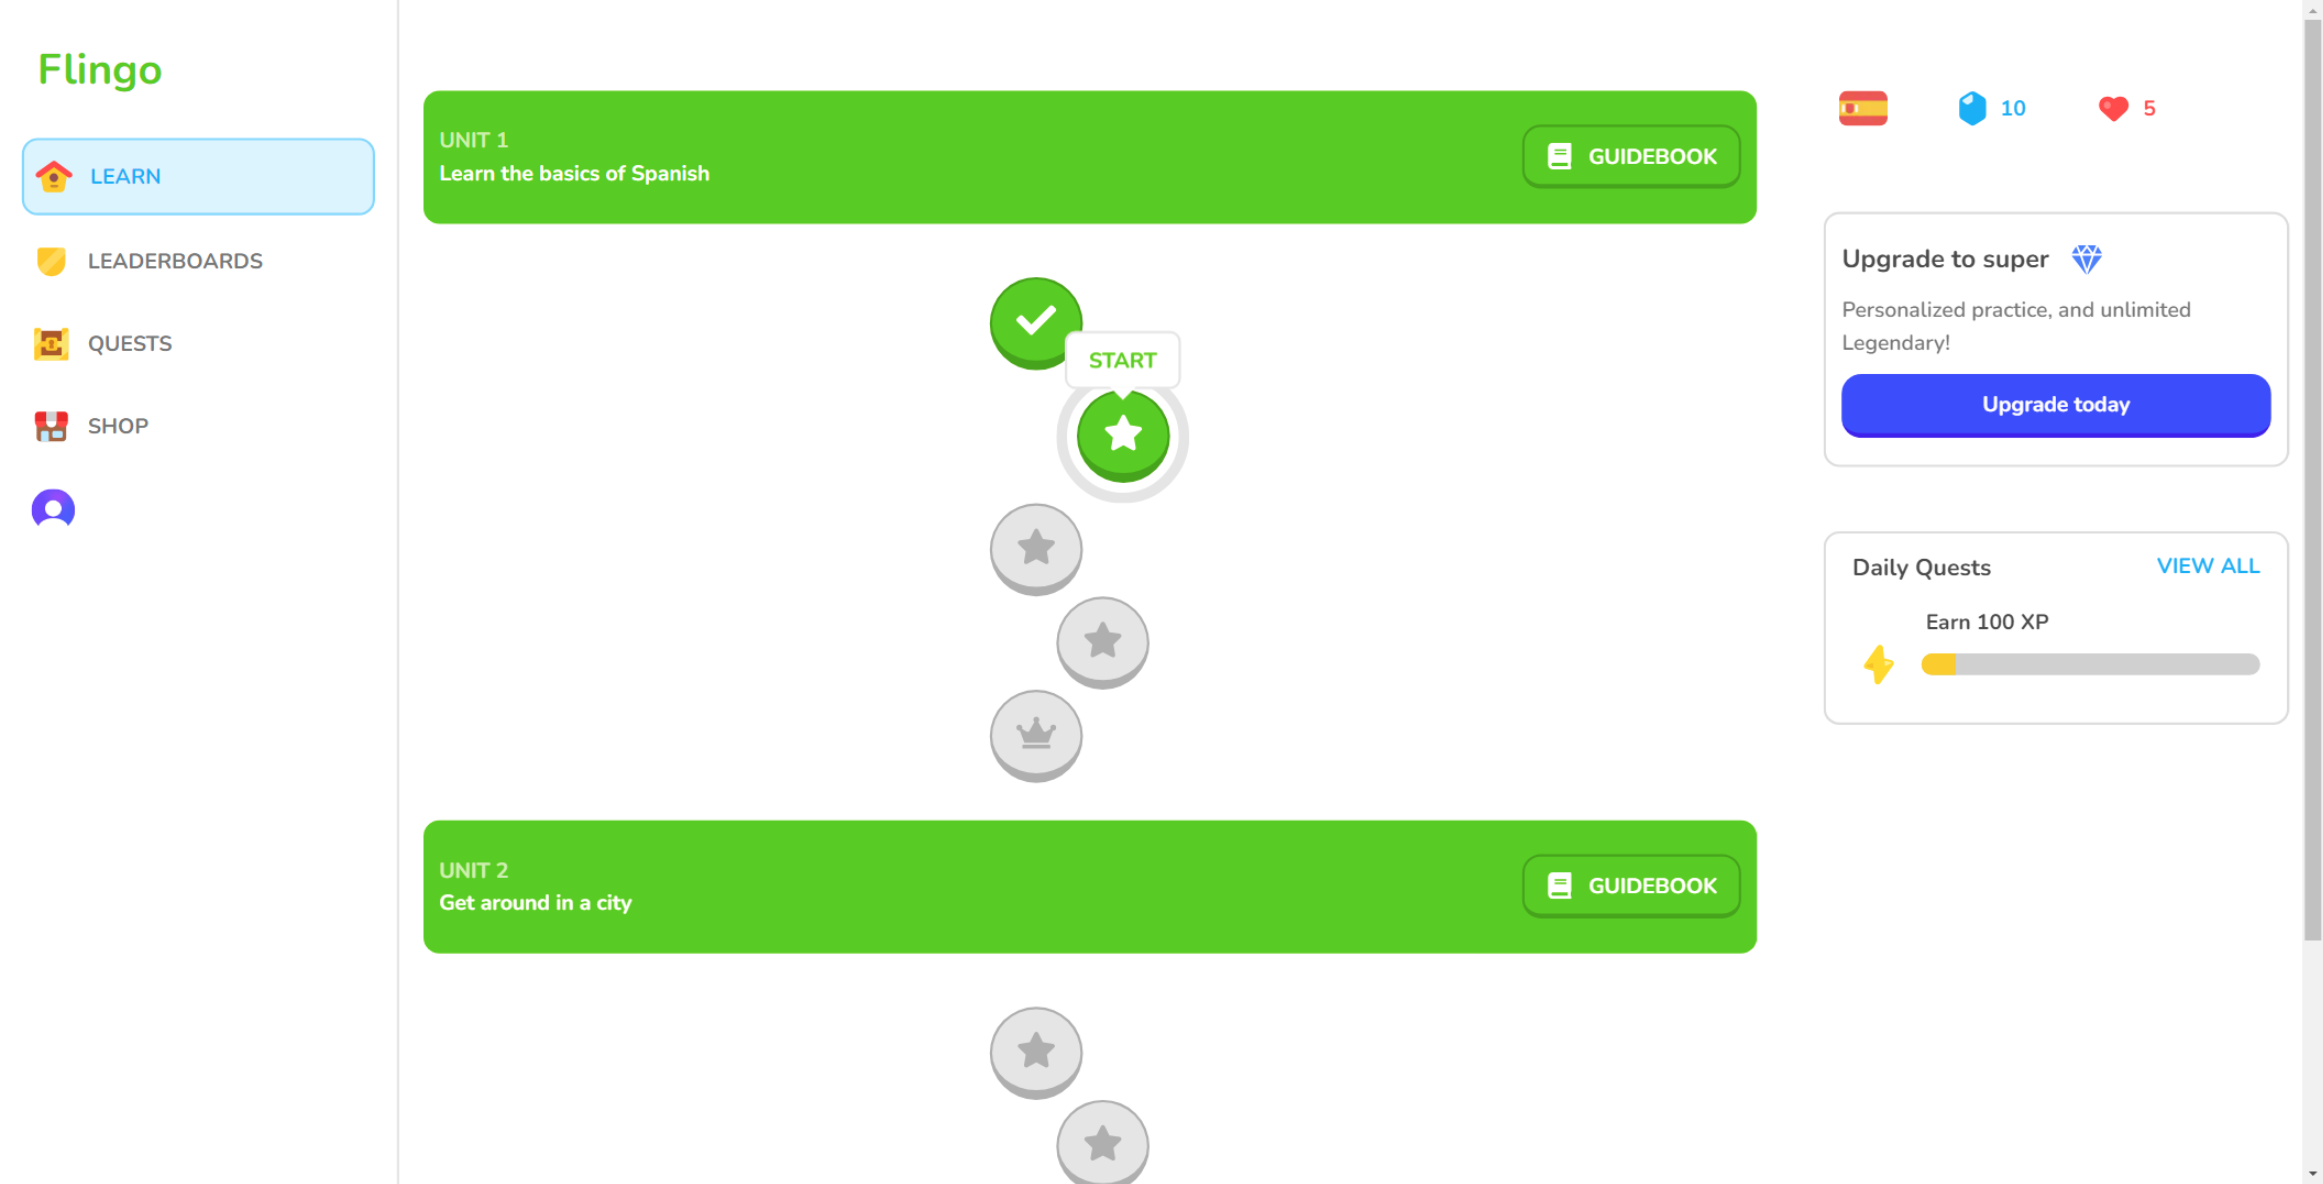 Flingo
LEARN
LEADERBOARDS
QUESTS
SHOP
UNIT 1
Learn the basics of Spanish
GUIDEBOOK
START
UNIT 2
Get around in a city
GUIDEBOOK
10
5
Upgrade to super
Personalized practice, and unlimited
Legendary!
Upgrade today
Daily Quests
VIEW ALL
Earn 100 XP